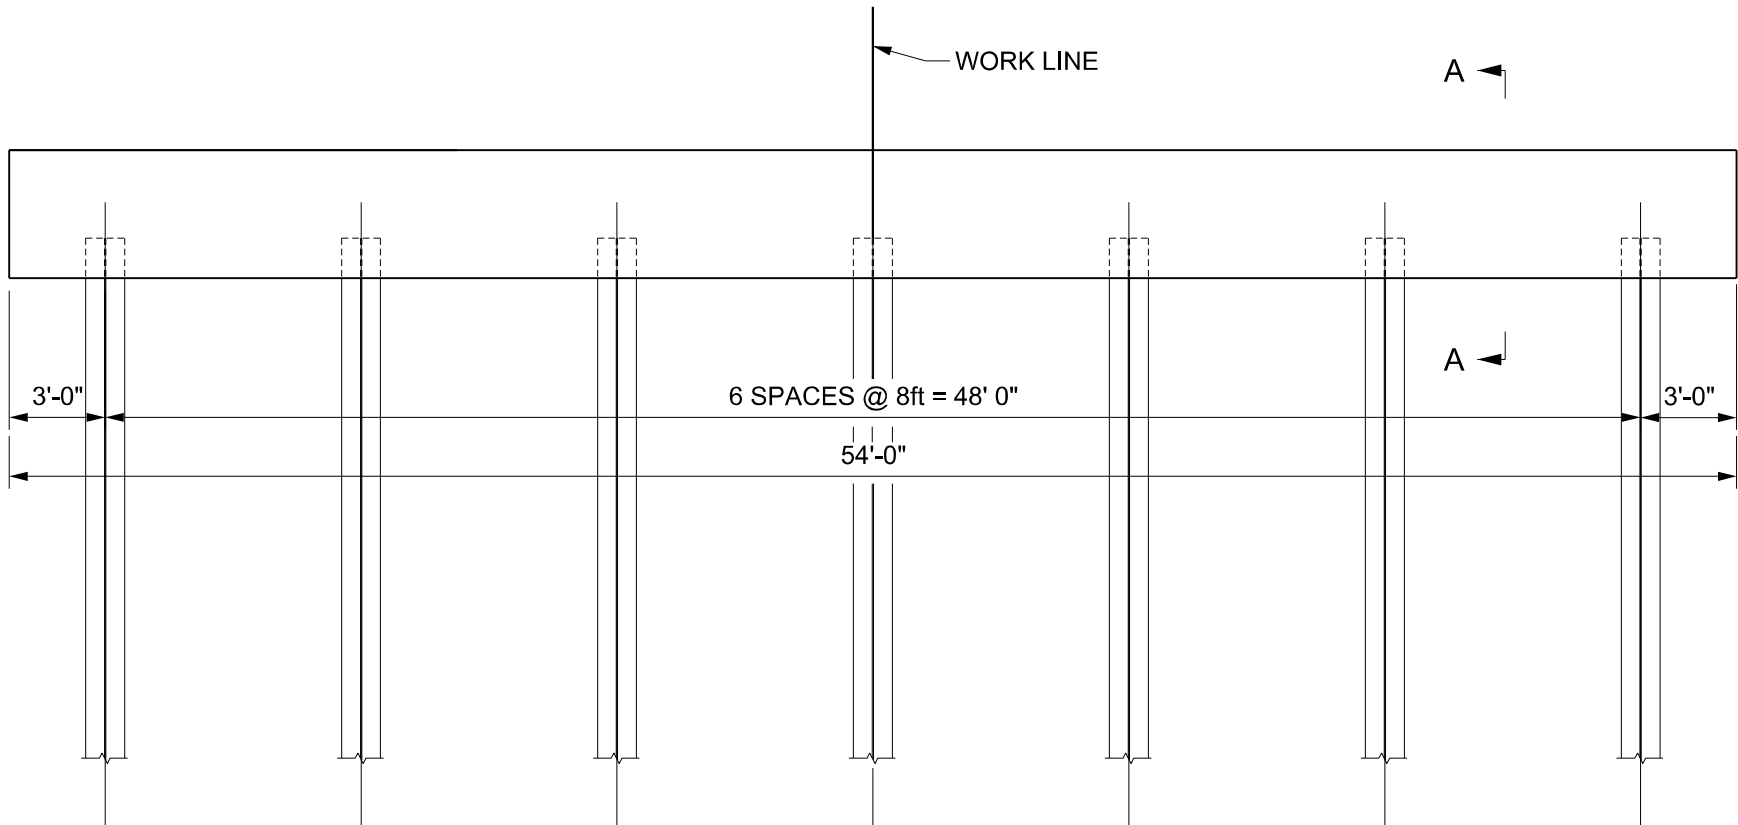 WORK LINE
A
A
3'-0"
6 SPACES @ 8ft = 48' 0"
3'-0"
54'-0"